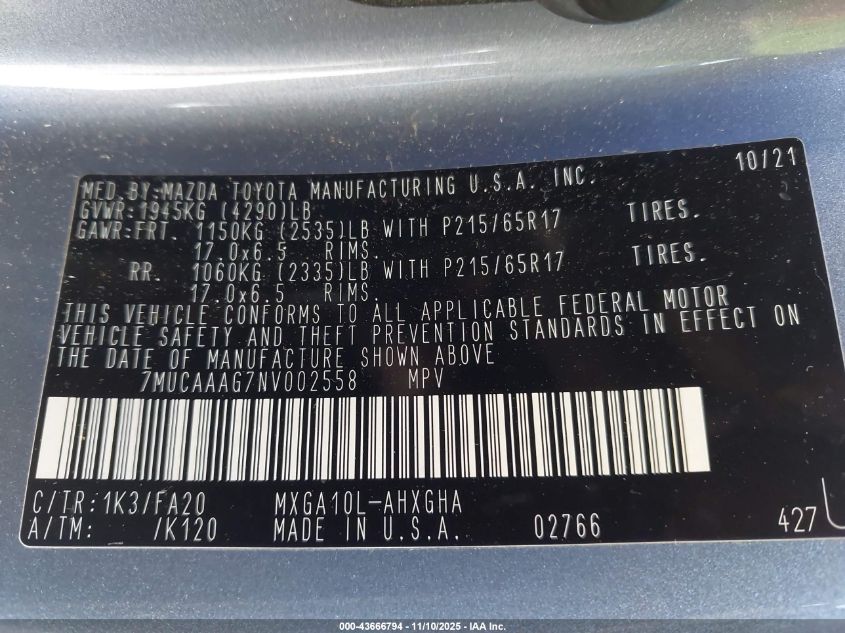 10/21
MFD.BY:MAZDA TOYOTA MANUFACTURING U.S.A. INC.
GVWR:1945KG (4290)LB
GAWR:FRT. 1150KG (2535)LB WITH P215/65R17 TIRES.
17.0x6.5 RIMS.
RR. 1060KG (2335)LB WITH P215/65R17 TIRES.
17.0x6.5 RIMS.
THIS VEHICLE CONFORMS TO ALL APPLICABLE FEDERAL MOTOR
VEHICLE SAFETY AND THEFT PREVENTION STANDARDS IN EFFECT ON
THE DATE OF MANUFACTURE SHOWN ABOVE
7MUCAAAG7NV002558 MPV
C/TR:1K3/FA20 MXGA10L-AHXGHA
A/TM: /K120 MADE IN U.S.A. 02766 427
000-43666794 - 11/10/2025 - IAA Inc.